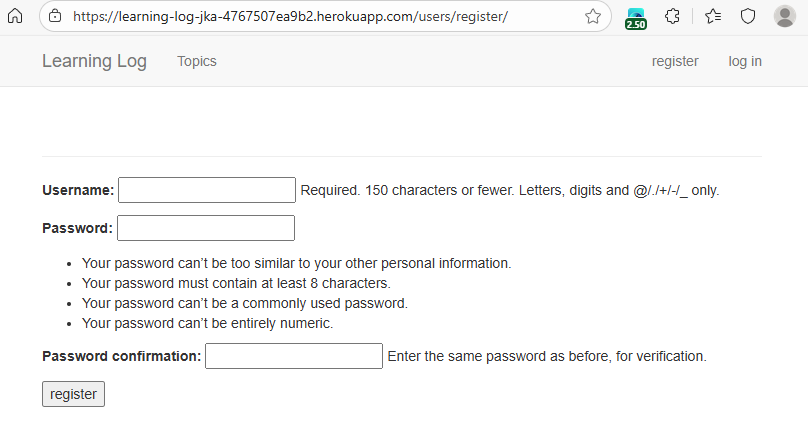 https://learning-log-jka-4767507ea9b2.herokuapp.com/users/register/
2.50
Learning Log Topics register log in
Username: Required. 150 characters or fewer. Letters, digits and @/./+/-/_ only.
Password:
• Your password can’t be too similar to your other personal information.
• Your password must contain at least 8 characters.
• Your password can’t be a commonly used password.
• Your password can’t be entirely numeric.
Password confirmation: Enter the same password as before, for verification.
register